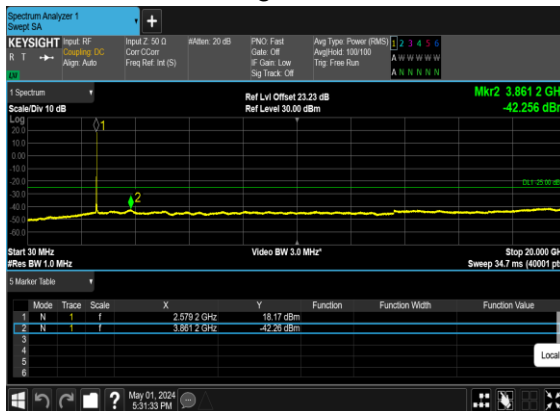 Spectrum Analyzer 1
Swept SA
KEYSIGHT Input: RF Input Z: 50 Ω #Atten: 20 dB PNO: Fast Avg Type: Power (RMS) 1 2 3 4 5 6
R T Coupling: DC Corr CCorr Gate: Off Avg|Hold: 100/100 A W W W W W
Align: Auto Freq Ref: Int (S) IF Gain: Low Trig: Free Run
Sig Track: Off A N N N N N
LXI
1 Spectrum Ref Lvl Offset 23.23 dB Mkr2 3.861 2 GH
Scale/Div 10 dB Ref Level 30.00 dBm -42.256 dBm
Log
20.0
10.0
0.00
-10.0
-20.0
-30.0
-40.0
-50.0
-60.0
1
2
Start 30 MHz Video BW 3.0 MHz* Stop 20.000 GH
#Res BW 1.0 MHz Sweep 34.7 ms (40001 pt
5 Marker Table
Mode Trace Scale X Y Function Function Width Function Value
1 N 1 f 2.579 2 GHz 18.17 dBm
2 N 1 f 3.861 2 GHz -42.26 dBm
3
4
5
6
Local
? May 01, 2024
5:31:33 PM